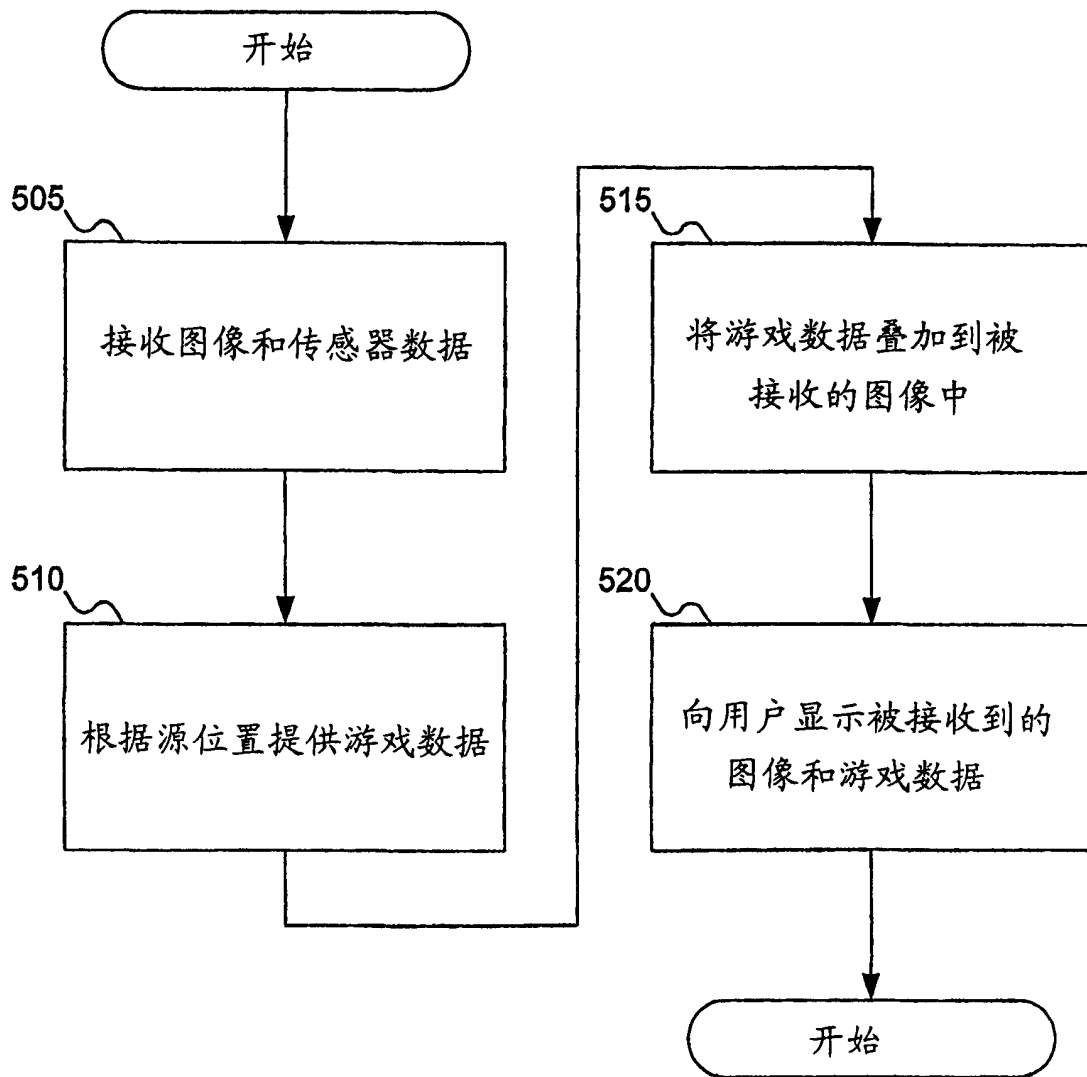 开始
505
接收图像和传感器数据
510
根据源位置提供游戏数据
515
将游戏数据叠加到被
接收的图像中
520
向用户显示被接收到的
图像和游戏数据
开始